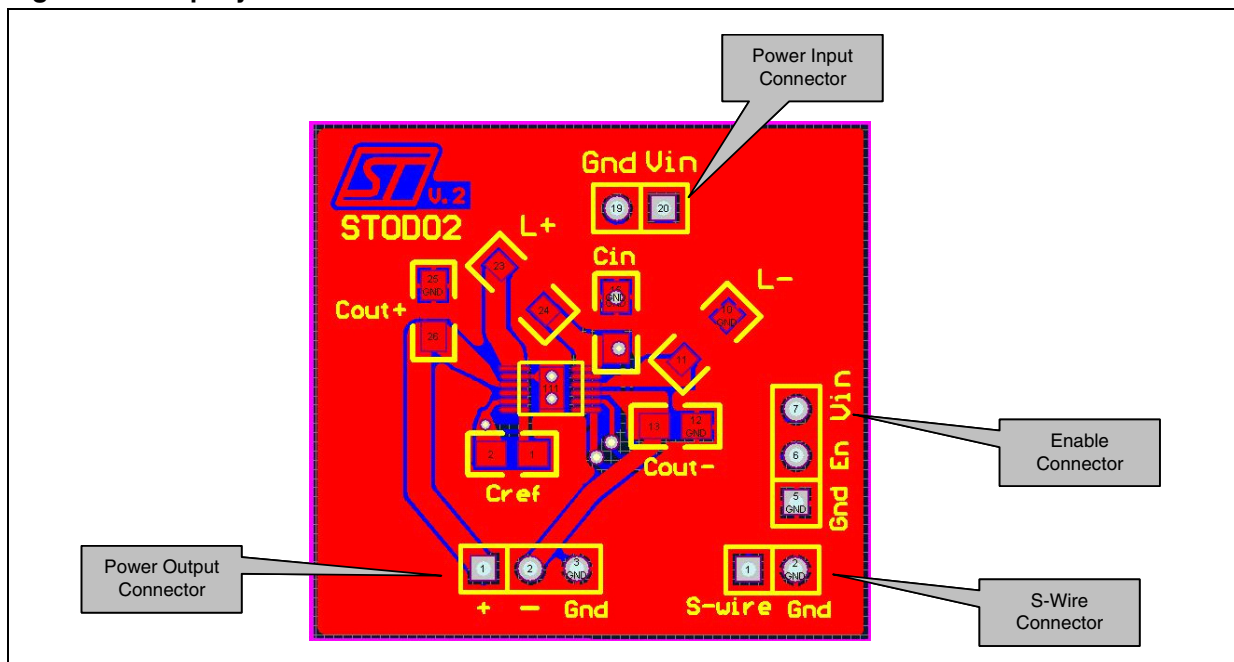 Power Input
Connector
Gnd Vin
ST
V.2
STOD02
19
20
L+
23
Cin
25
GND
L-
Cout+
24
GND
10
GND
26
11
7
Vin
Enable
Connector
6
En
13
12
GND
Cout-
2
1
Cref
5
GND
Gnd
Power Output
Connector
1
2
3
GND
+ - Gnd
1
2
GND
S-wire Gnd
S-Wire
Connector